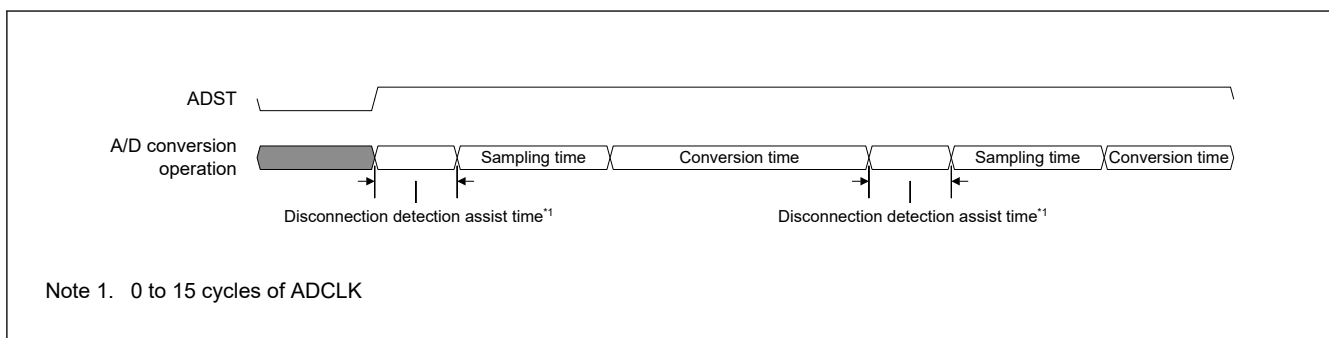 ADST
A/D conversion
operation
Sampling time
Conversion time
Sampling time
Conversion time
Disconnection detection assist time*1
Disconnection detection assist time*1
Note 1. 0 to 15 cycles of ADCLK